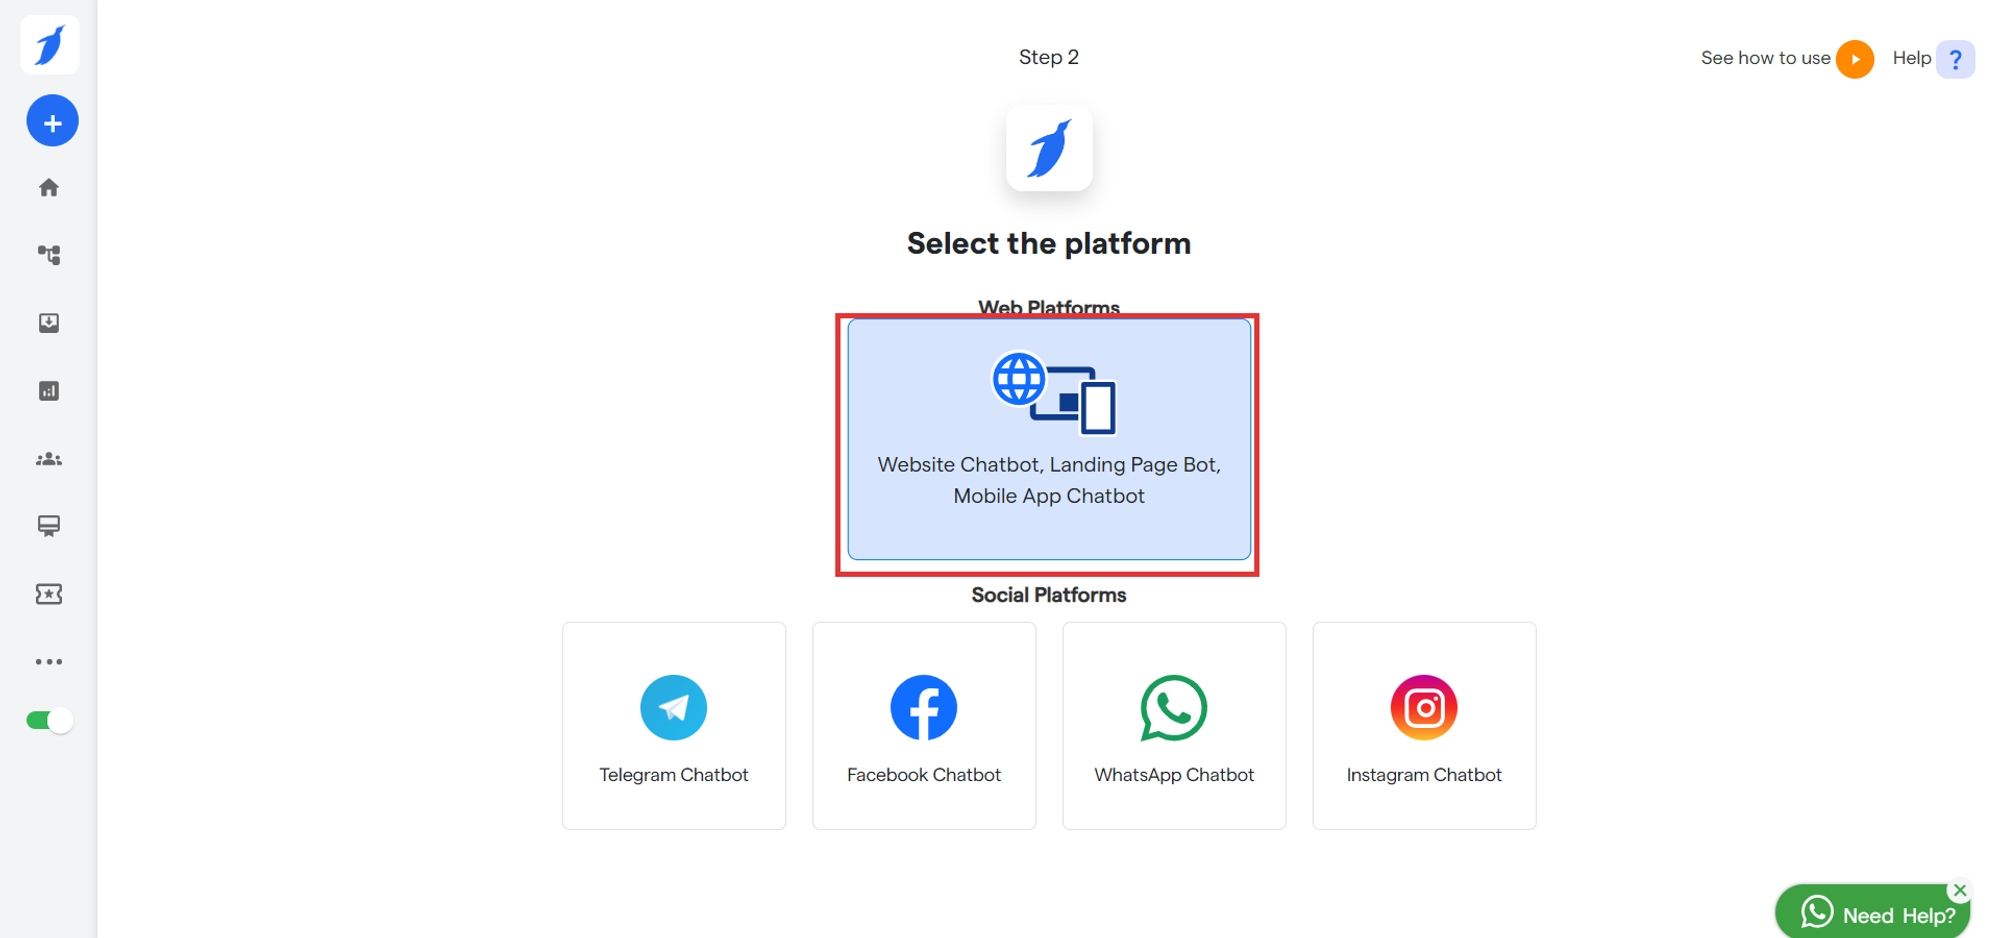 Step 2
See how to use
Help ?
Select the platform
Web Platforms
Website Chatbot, Landing Page Bot,
Mobile App Chatbot
Social Platforms
Telegram Chatbot
Facebook Chatbot
WhatsApp Chatbot
Instagram Chatbot
Need Help?